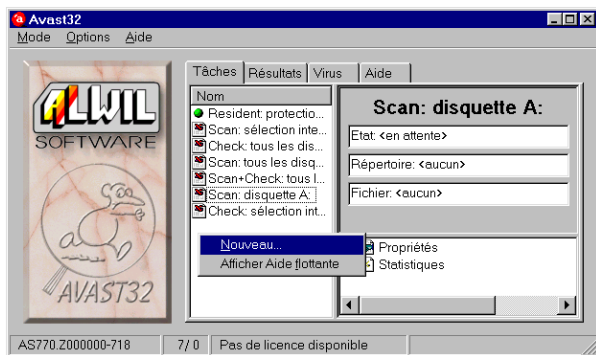 Avast32
Mode Options Aide
ALWIL
SOFTWARE
AVAST32
Tâches Résultats Virus Aide
Nom
Resident: protectio...
Scan: sélection inte...
Check: tous les dis...
Scan: tous les disq...
Scan+Check: tous l...
Scan: disquette A:
Check: sélection int...
Nouveau...
Afficher Aide flottante
Scan: disquette A:
Etat: <en attente>
Répertoire: <aucun>
Fichier: <aucun>
Propriétés
Statistiques
AS770.Z000000-718 7/ 0 Pas de licence disponible